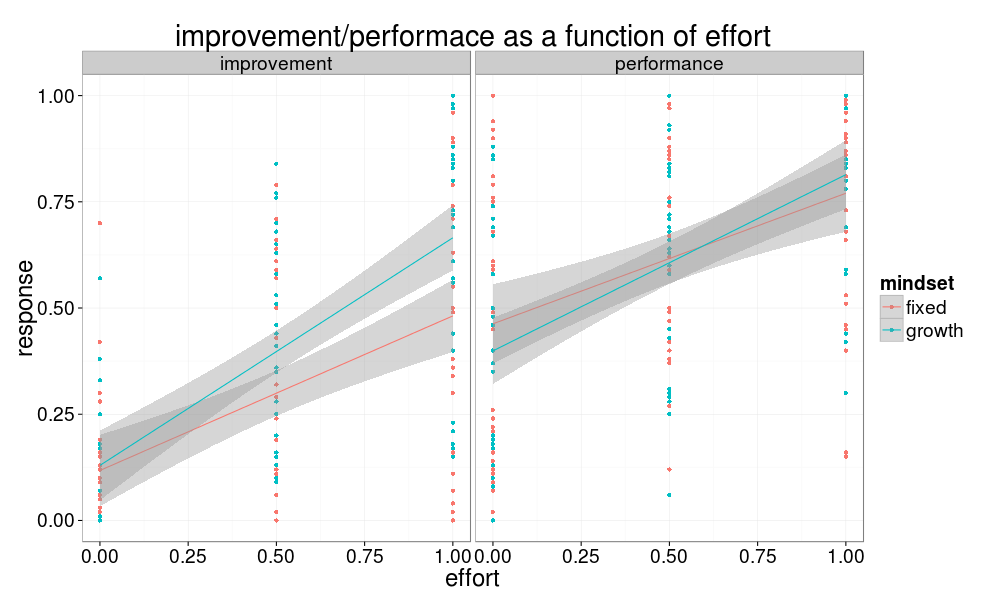 improvement/performace as a function of effort
improvement performance
1.00
0.75
0.50
0.25
0.00
response
0.00 0.25 0.50 0.75 1.00 0.00 0.25 0.50 0.75 1.00
effort
mindset
fixed
growth